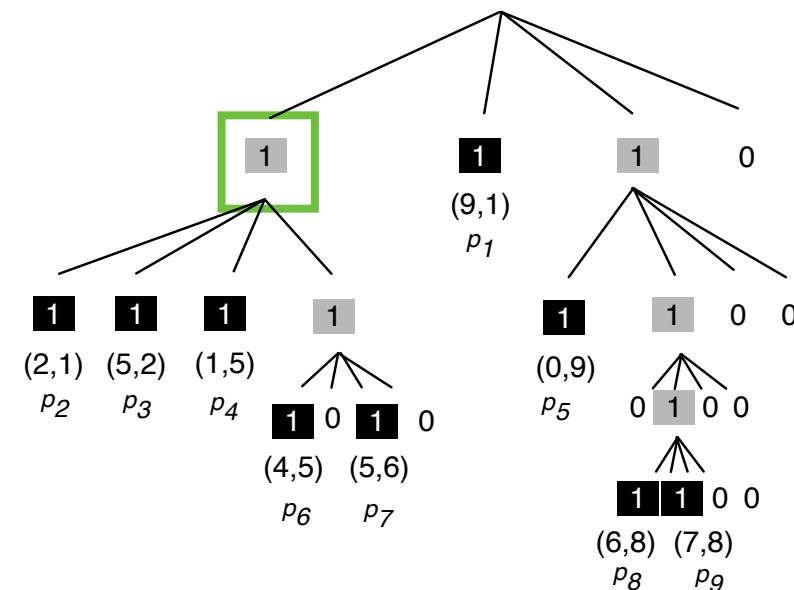 1 1 1 0
(9,1)
p1
1 1 1 1 1 1 0 0
(2,1) (5,2) (1,5) (0,9)
p2 p3 p4 p5
0 1 0 0
1 0 1 0
(4,5) (5,6)
p6 p7
1 1 0 0
(6,8) (7,8)
p8 p9